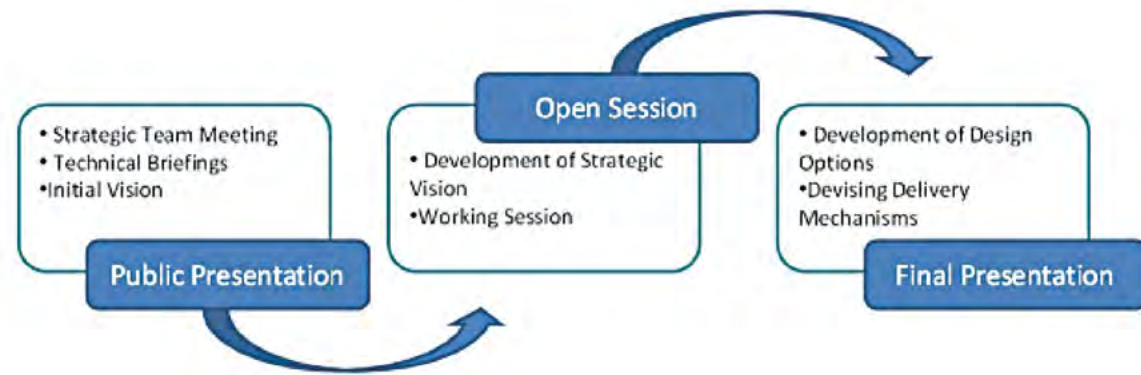 • Strategic Team Meeting
• Technical Briefings
•Initial Vision
Public Presentation
Open Session
• Development of Strategic
Vision
•Working Session
• Development of Design
Options
•Devising Delivery
Mechanisms
Final Presentation